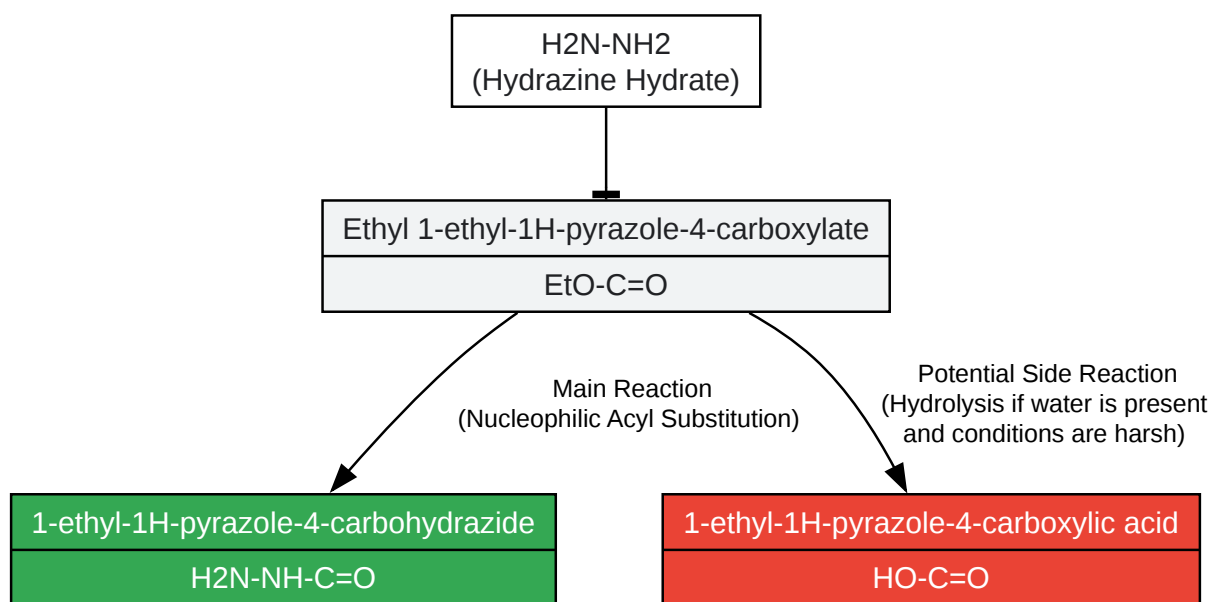 H2N-NH2
(Hydrazine Hydrate)
Ethyl 1-ethyl-1H-pyrazole-4-carboxylate
EtO-C=O
Main Reaction
(Nucleophilic Acyl Substitution)
Potential Side Reaction
(Hydrolysis if water is present
and conditions are harsh)
1-ethyl-1H-pyrazole-4-carbohydrazide
H2N-NH-C=O
1-ethyl-1H-pyrazole-4-carboxylic acid
HO-C=O